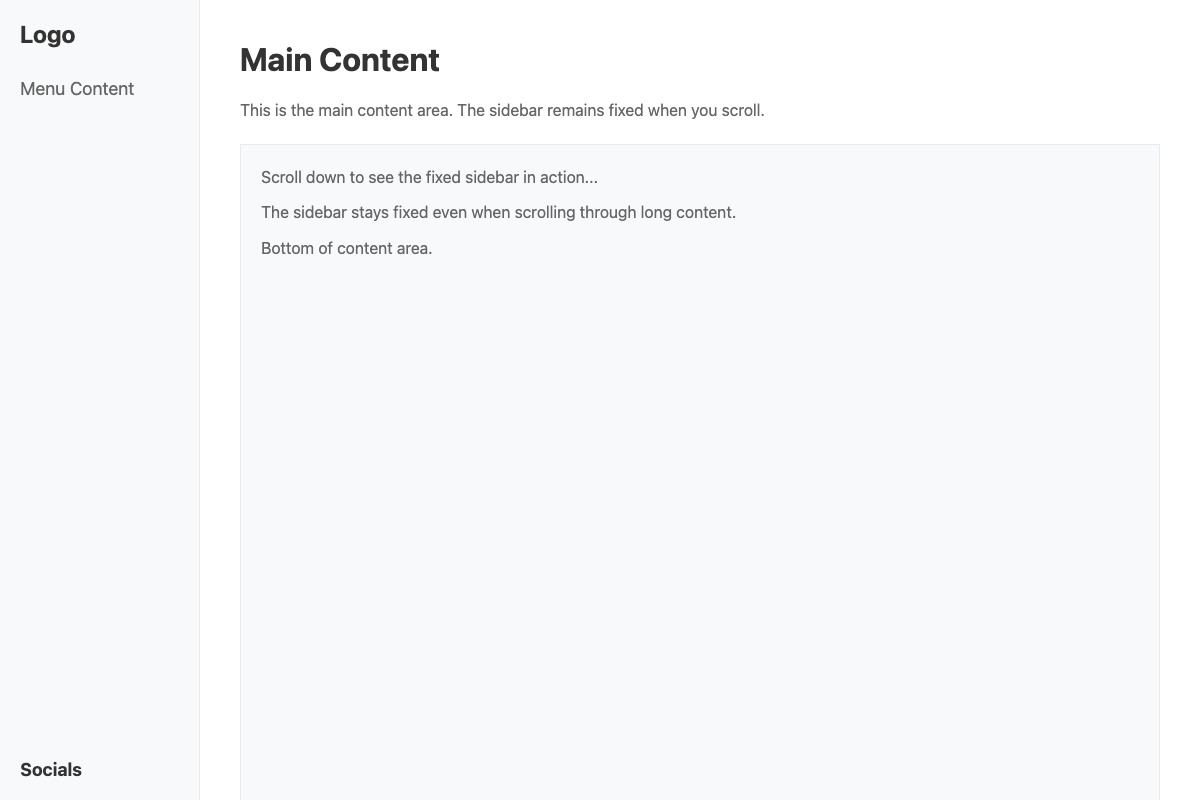 Logo
Menu Content
Socials
Main Content
This is the main content area. The sidebar remains fixed when you scroll.
Scroll down to see the fixed sidebar in action...
The sidebar stays fixed even when scrolling through long content.
Bottom of content area.